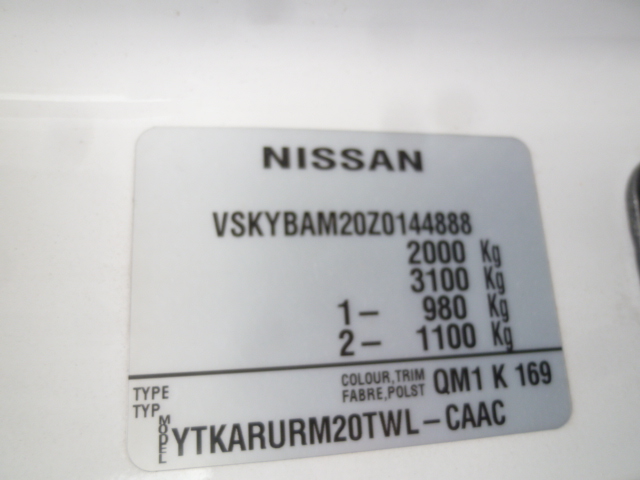 NISSAN
VSKYBAM20Z0144888
2000 Kg
3100 Kg
1- 980 Kg
2- 1100 Kg
TYPE COLOUR,TRIM QM1 K 169
TYP FABRE,POLST
MODEL YTKARURM20TWL-CAAC